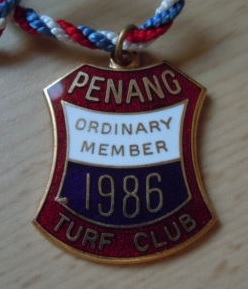 PENANG
ORDINARY
MEMBER
1986
TURF CLUB